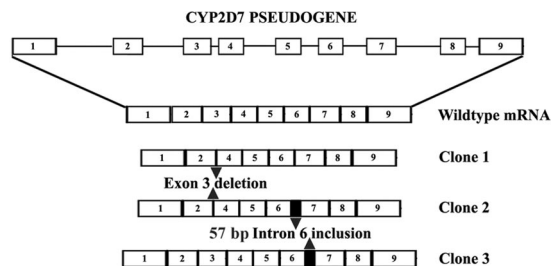 CYP2D7 PSEUDOGENE
1 2 3 4 5 6 7 8 9
1 2 3 4 5 6 7 8 9 Wildtype mRNA
1 2 4 5 6 7 8 9 Clone 1
Exon 3 deletion
1 2 4 5 6 7 8 9 Clone 2
57 bp Intron 6 inclusion
1 2 3 4 5 6 7 8 9 Clone 3